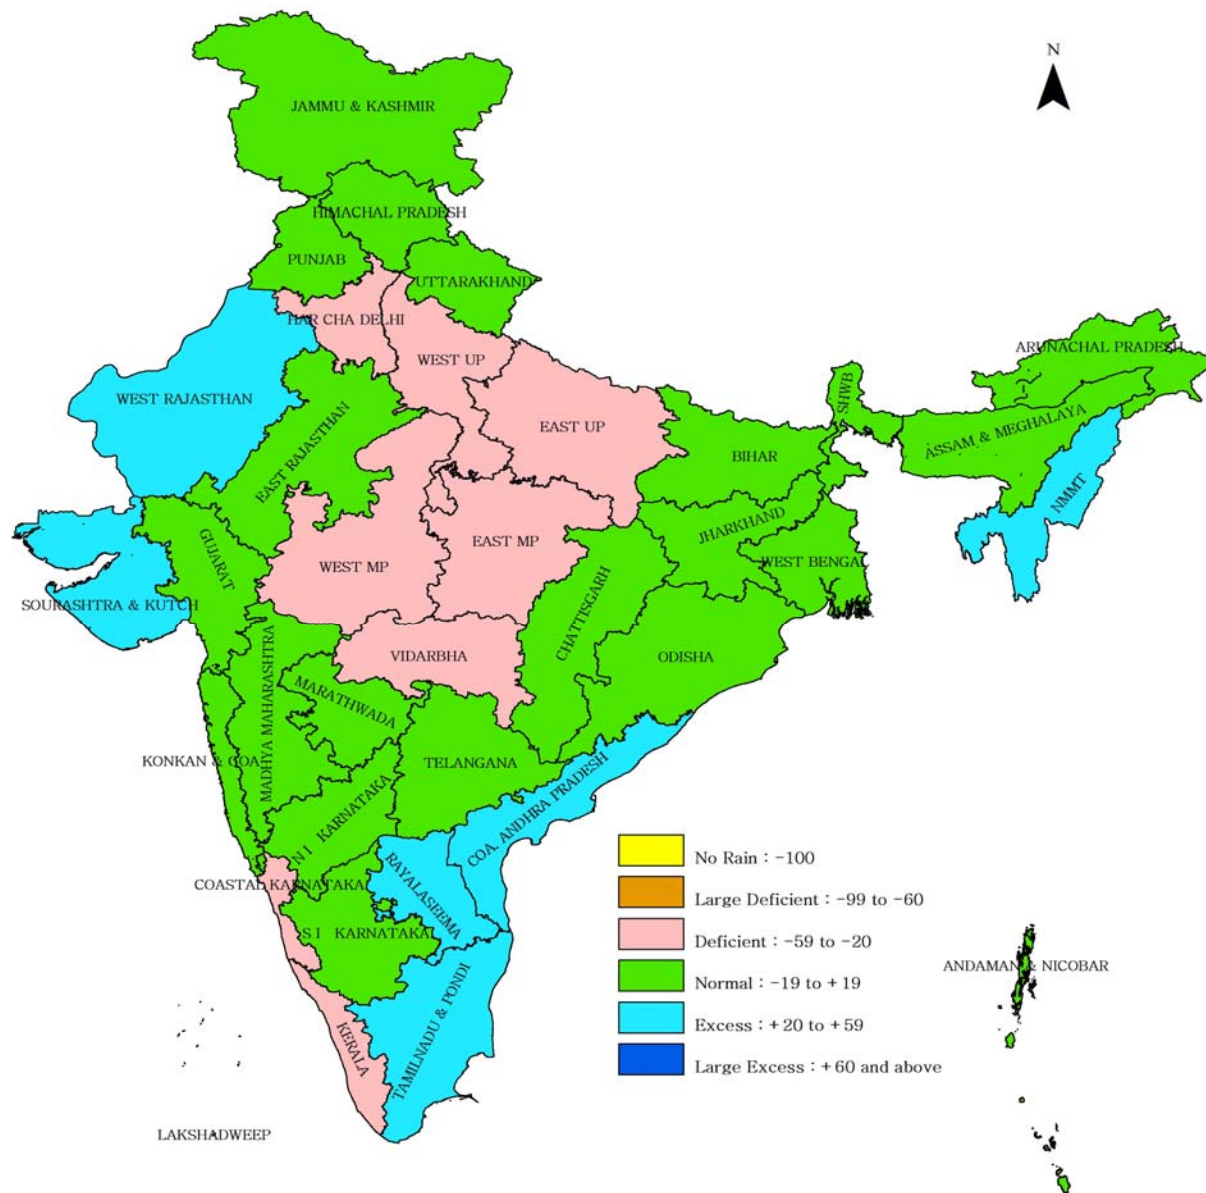 N
JAMMU & KASHMIR
HIMACHAL PRADESH
PUNJAB
UTTARAKHAND
HAR CHA DELHI
WEST UP
ARUNACHAL PRADESH
WEST RAJASTHAN
SHWB
EAST RAJASTHAN
EAST UP
ASSAM & MEGHALAYA
BIHAR
NMMT
JHARKHAND
GUJARAT
EAST MP
WEST MP
WEST BENGAL
SOURASHTRA & KUTCH
CHATTISGARH
VIDARBHA
ODISHA
MADHYA MAHARASHTRA
MARATHWADA
KONKAN & GOA
TELANGANA
COA. ANDHRA PRADESH
N I KARNATAKA
RAYALASEEMA
COASTAL KARNATAKA
S I KARNATAKA
TAMILNADU & PONDI
KERALA
LAKSHADWEEP
ANDAMAN & NICOBAR
No Rain : -100
Large Deficient : -99 to -60
Deficient : -59 to -20
Normal : -19 to +19
Excess : +20 to +59
Large Excess : +60 and above